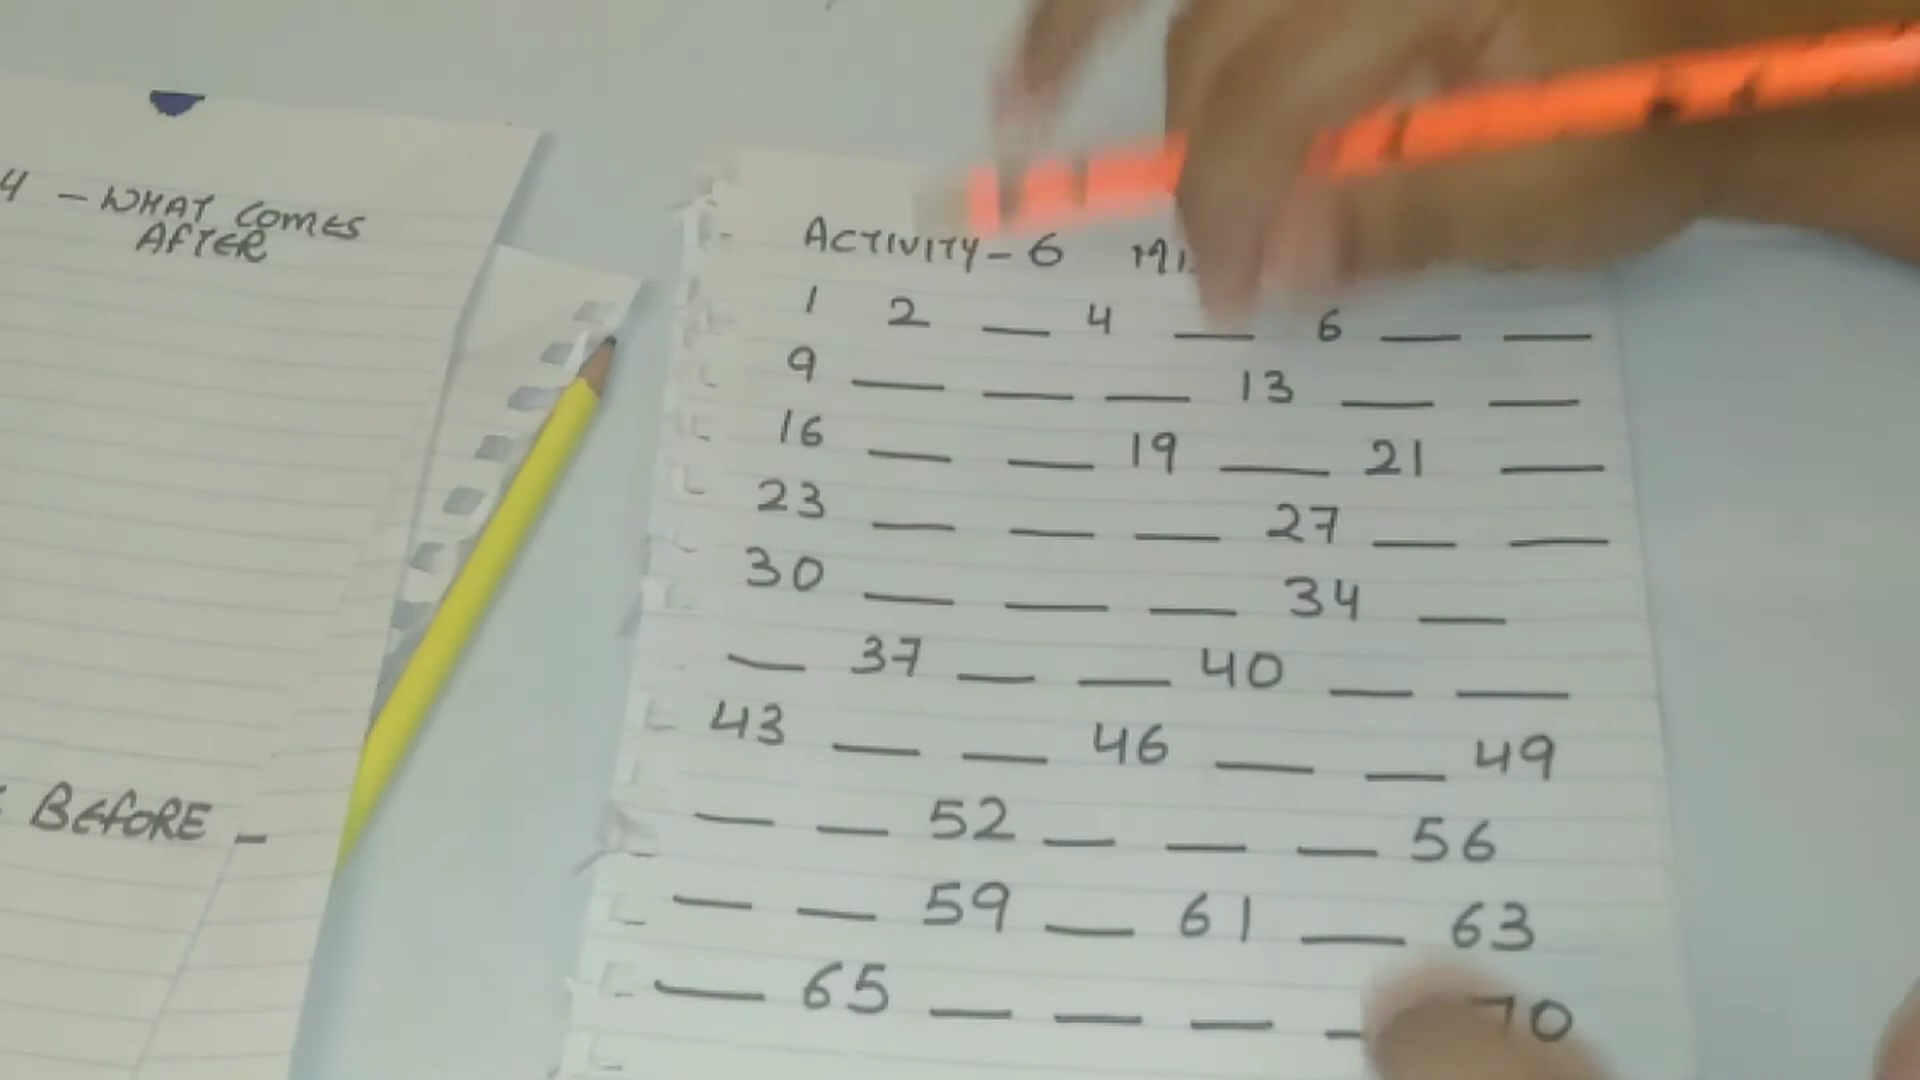 4 - WHAT COMES
AFTER
BEFORE -
ACTIVITY - 6
1 2 __ 4 __ 6 __ __
9 __ __ __ 13 __ __
16 __ __ 19 __ 21 __
23 __ __ __ 27 __ __
30 __ __ __ 34 __
__ 37 __ __ 40 __ __
43 __ __ 46 __ __ 49
__ __ 52 __ __ __ 56
__ __ 59 __ 61 __ 63
__ 65 __ __ __ __ 70